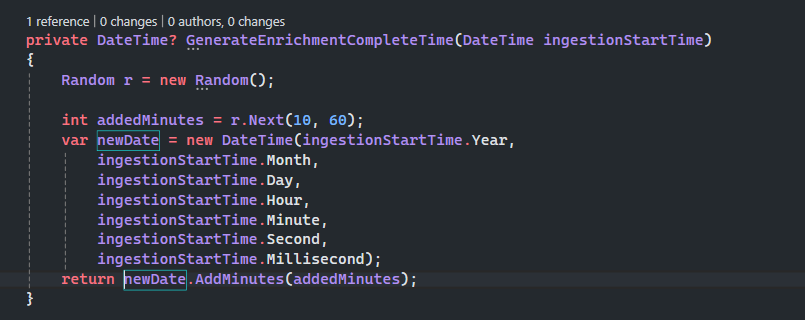 1 reference | 0 changes | 0 authors, 0 changes
private DateTime? GenerateEnrichmentCompleteTime(DateTime ingestionStartTime)
{
    Random r = new Random();

    int addedMinutes = r.Next(10, 60);
    var newDate = new DateTime(ingestionStartTime.Year,
        ingestionStartTime.Month,
        ingestionStartTime.Day,
        ingestionStartTime.Hour,
        ingestionStartTime.Minute,
        ingestionStartTime.Second,
        ingestionStartTime.Millisecond);
    return newDate.AddMinutes(addedMinutes);
}